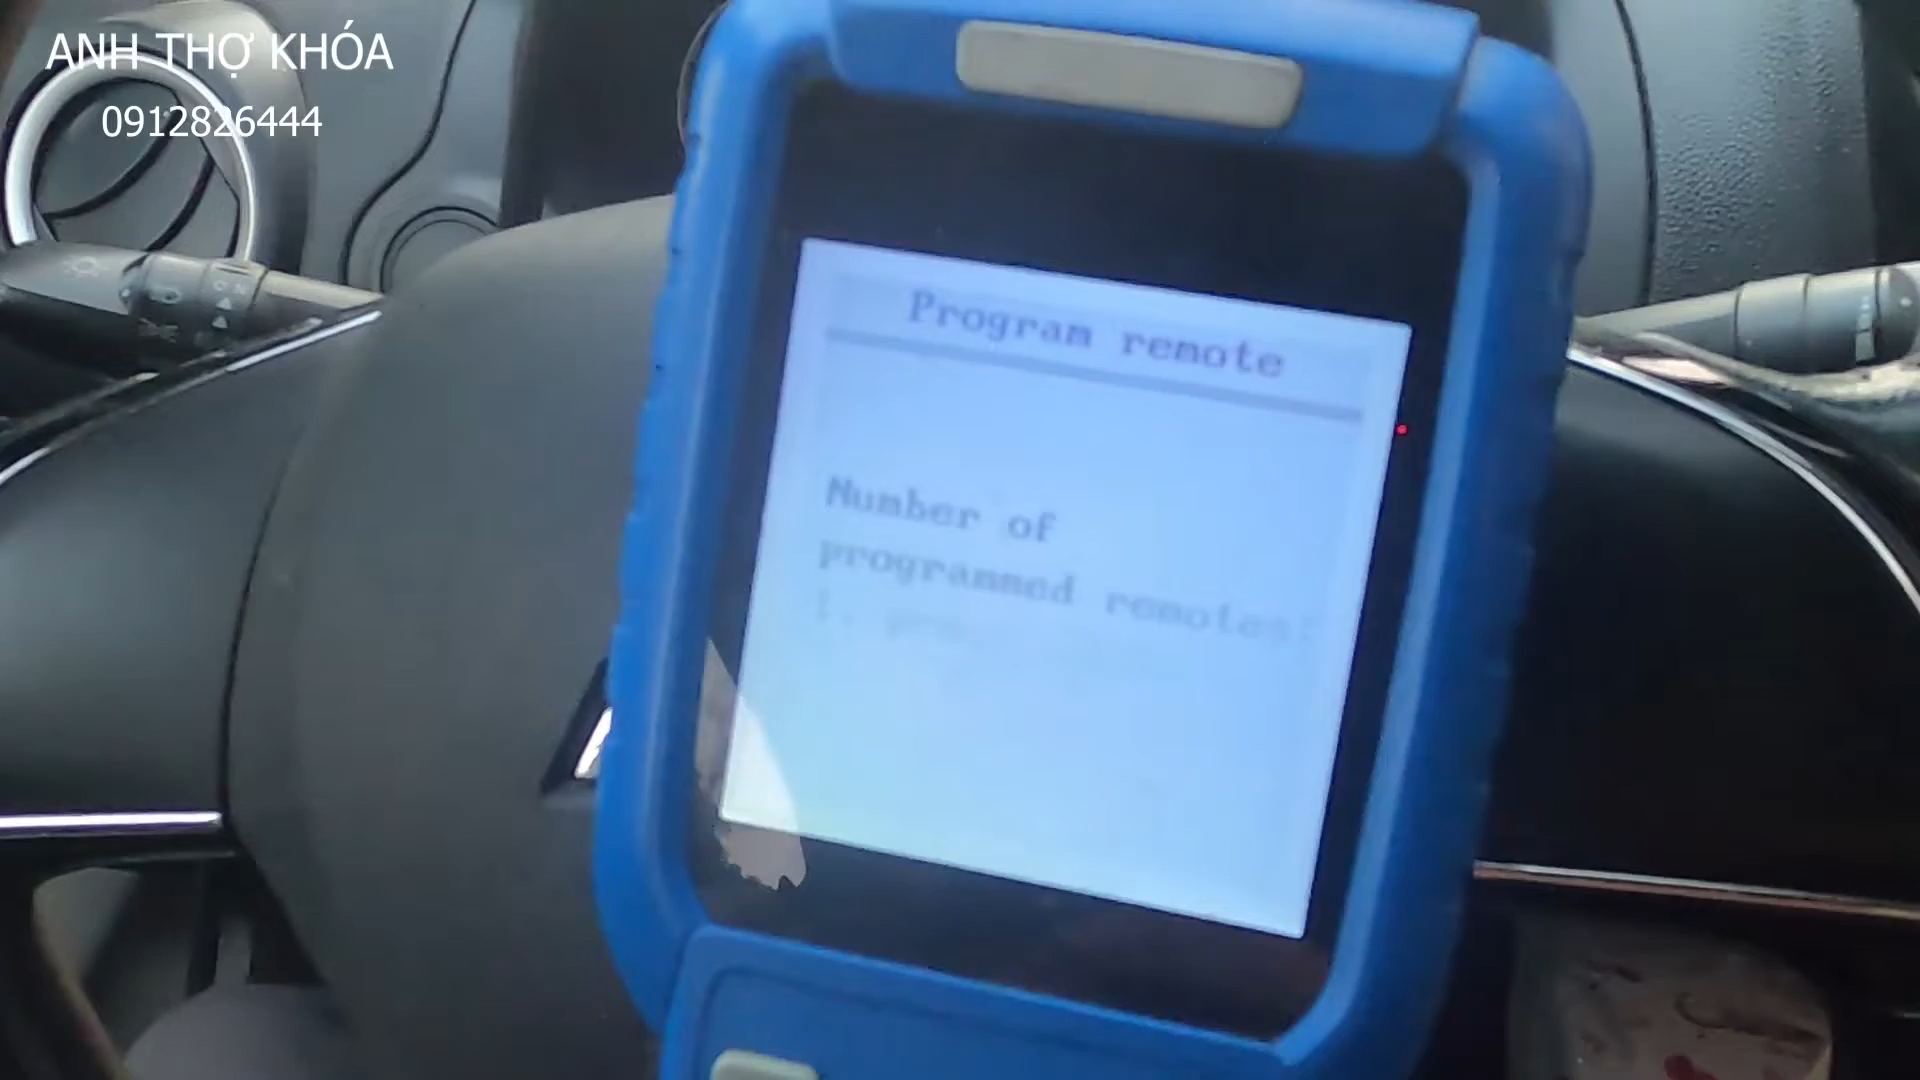 ANH THỢ KHÓA
0912826444
Program remote
Number of
programmed remotes: